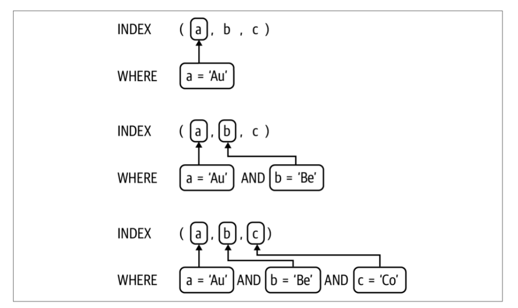 INDEX ( a , b , c )
WHERE a = 'Au'
INDEX ( a , b , c )
WHERE a = 'Au' AND b = 'Be'
INDEX ( a , b , c )
WHERE a = 'Au' AND b = 'Be' AND c = 'Co'